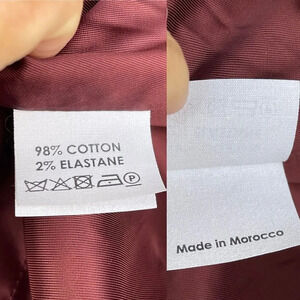 98% COTTON
2% ELASTANE
Made in Morocco